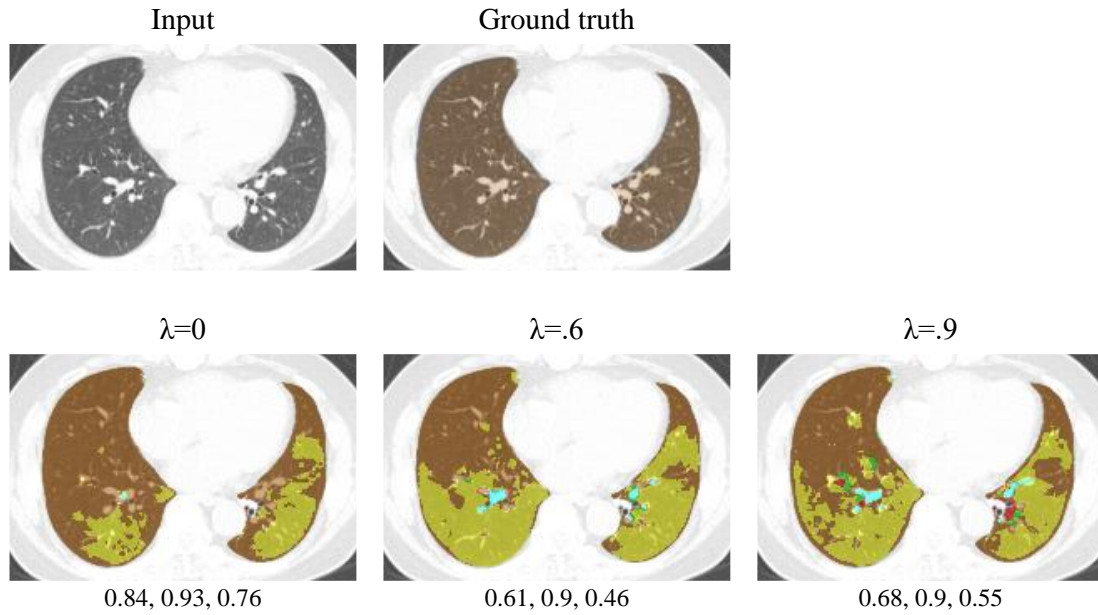 Input
Ground truth
λ=0
λ=.6
λ=.9
0.84, 0.93, 0.76
0.61, 0.9, 0.46
0.68, 0.9, 0.55